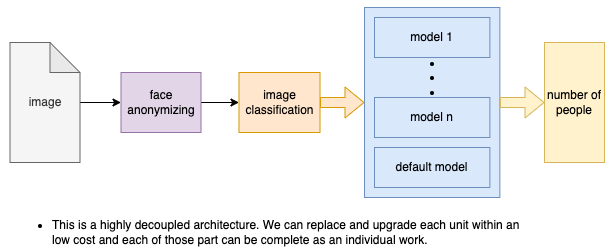 image
face
anonymizing
image
classification
model 1
model n
default model
number of
people
• This is a highly decoupled architecture. We can replace and upgrade each unit within an
low cost and each of those part can be complete as an individual work.